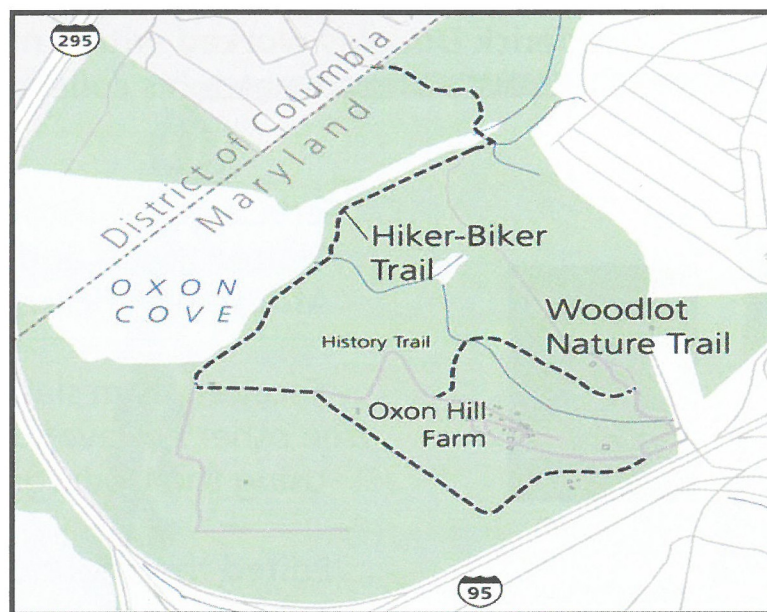 295
District of Columbia
Maryland
Hiker-Biker
Trail
OXON
COVE
Woodlot
Nature Trail
History Trail
Oxon Hill
Farm
95